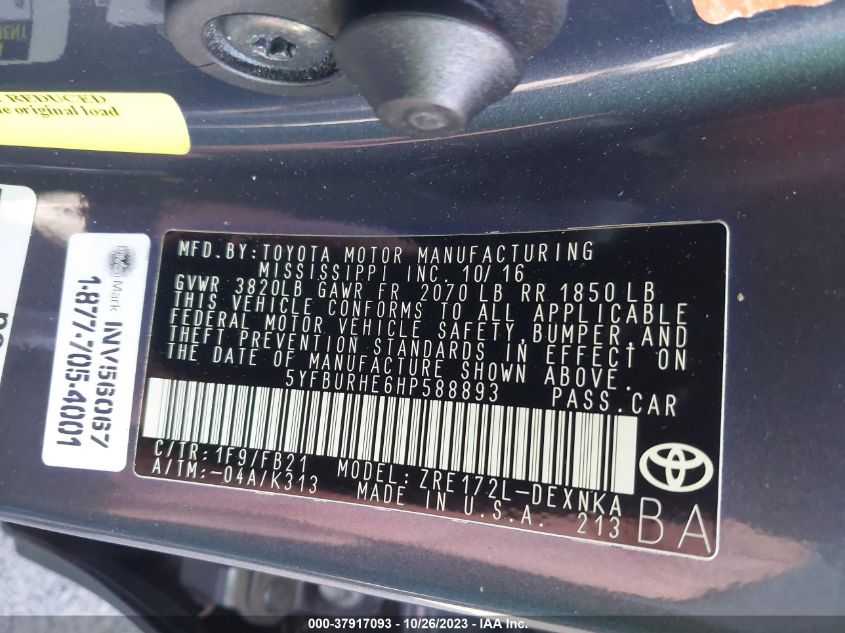 REDUCED
original load
MFD. BY: TOYOTA MOTOR MANUFACTURING
MISSISSIPPI INC. 10/16
GVWR 3820LB GAWR FR 2070 LB RR 1850 LB
THIS VEHICLE CONFORMS TO ALL APPLICABLE
FEDERAL MOTOR VEHICLE SAFETY, BUMPER, AND
THEFT PREVENTION STANDARDS IN EFFECT ON
THE DATE OF MANUFACTURE SHOWN ABOVE.
5YFBURHE6HP588893 PASS. CAR
C/TR: 1F9/FB21 MODEL: ZRE172L-DEXNKA
A/TM: -04A/K313 MADE IN U.S.A. 213
BA
Mark INV56067
1-877-705-4001
000-37917093 - 10/26/2023 - IAA Inc.